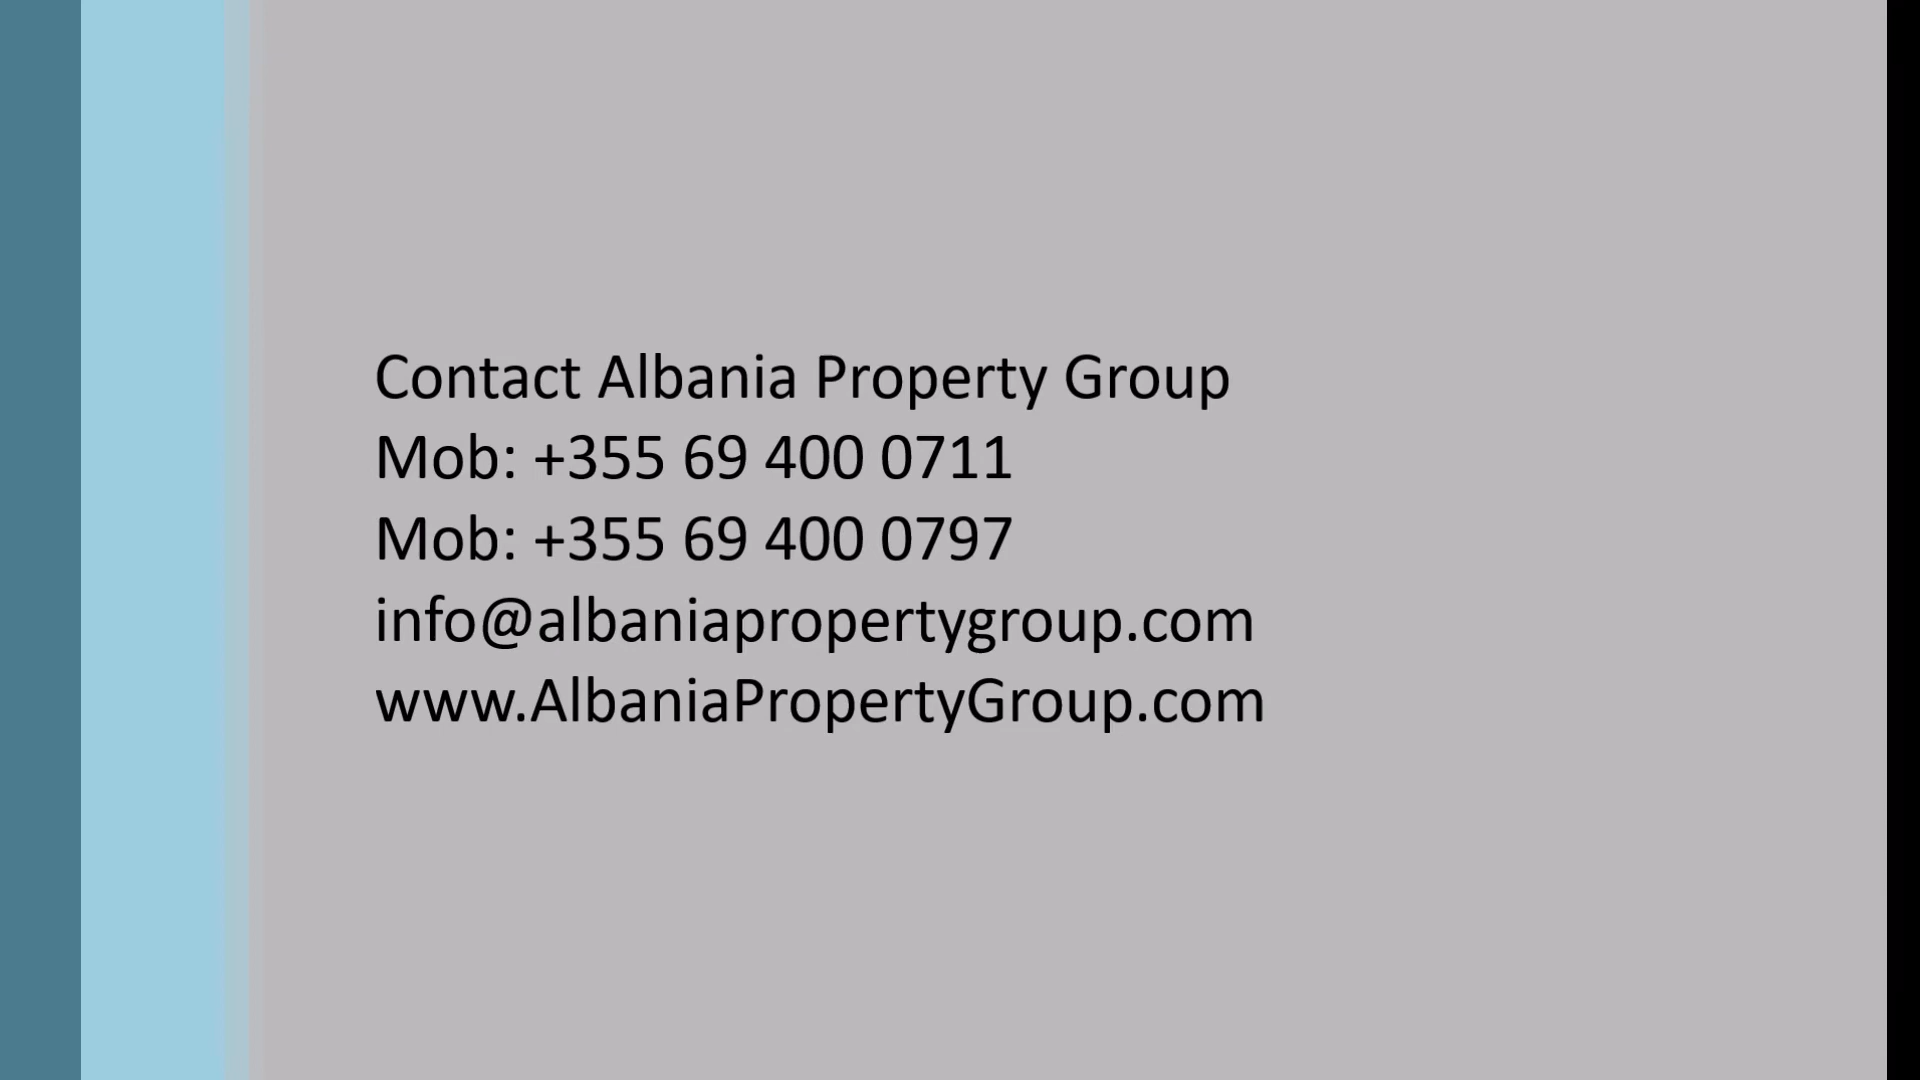 Contact Albania Property Group
Mob: +355 69 400 0711
Mob: +355 69 400 0797
info@albaniapropertygroup.com
www.AlbaniaPropertyGroup.com